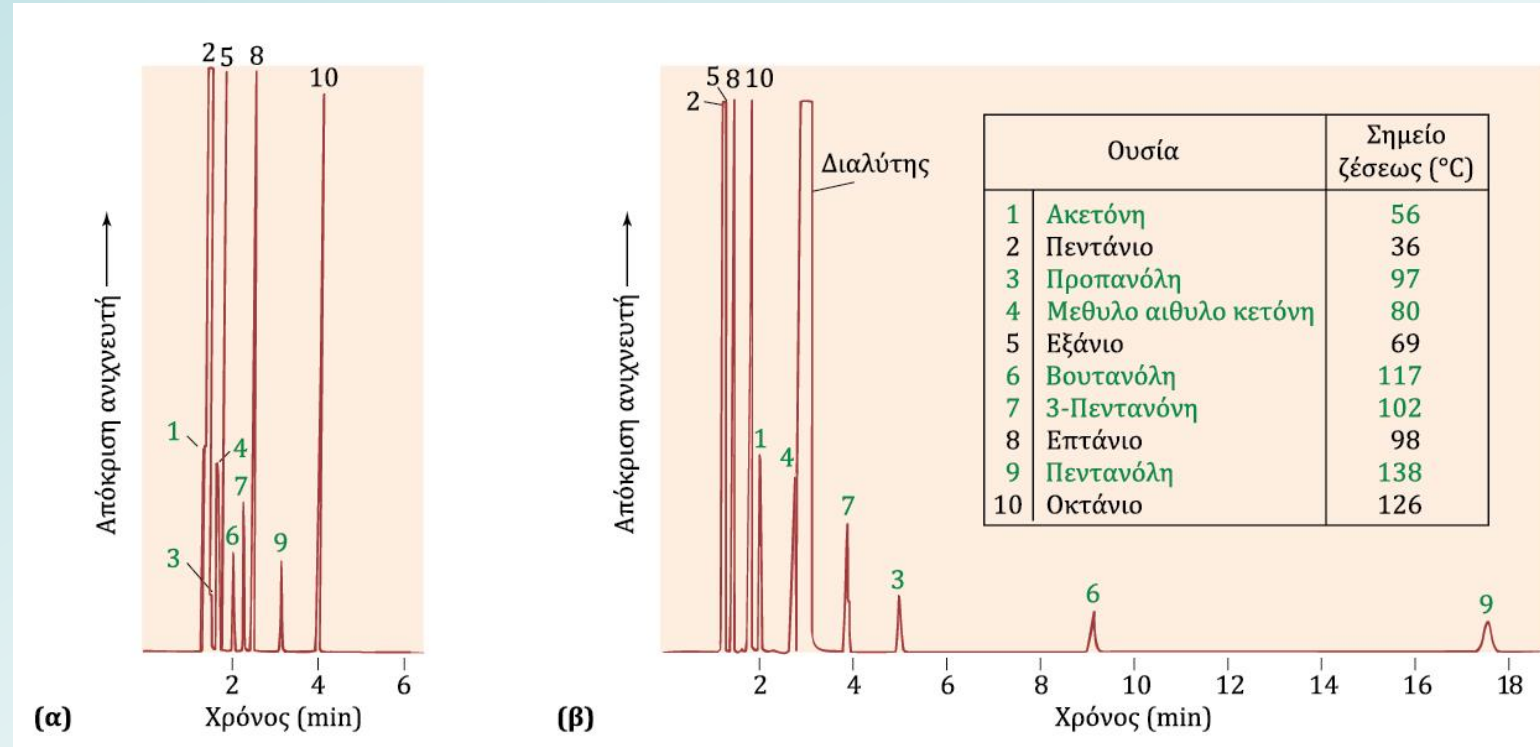 2 5 8
10
1
4
7
6
9
3
Απόκριση ανιχνευτή
2 4 6
Χρόνος (min)
(α)
5 8 10
2
Διαλύτης
1
4
7
3
6
9
Απόκριση ανιχνευτή
2 4 6 8 10 12 14 16 18
Χρόνος (min)
(β)
Ουσία
Σημείο
ζέσεως (°C)
1 Ακετόνη 56
2 Πεντάνιο 36
3 Προπανόλη 97
4 Μεθυλο αιθυλο κετόνη 80
5 Εξάνιο 69
6 Βουτανόλη 117
7 3-Πεντανόνη 102
8 Επτάνιο 98
9 Πεντανόλη 138
10 Οκτάνιο 126